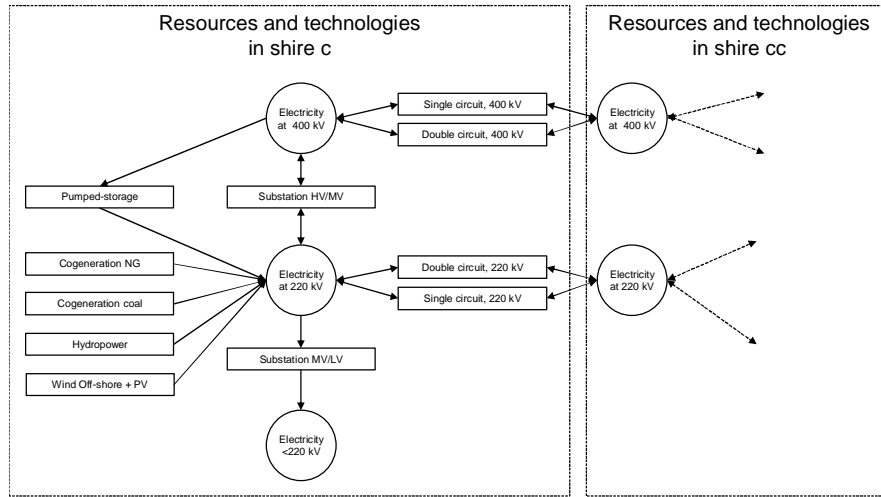 Resources and technologies
in shire c
Resources and technologies
in shire cc
Electricity
at 400 kV
Single circuit, 400 kV
Double circuit, 400 kV
Electricity
at 400 kV
Pumped-storage
Substation HV/MV
Cogeneration NG
Electricity
at 220 kV
Double circuit, 220 kV
Single circuit, 220 kV
Electricity
at 220 kV
Cogeneration coal
Hydropower
Substation MV/LV
Wind Off-shore + PV
Electricity
<220 kV